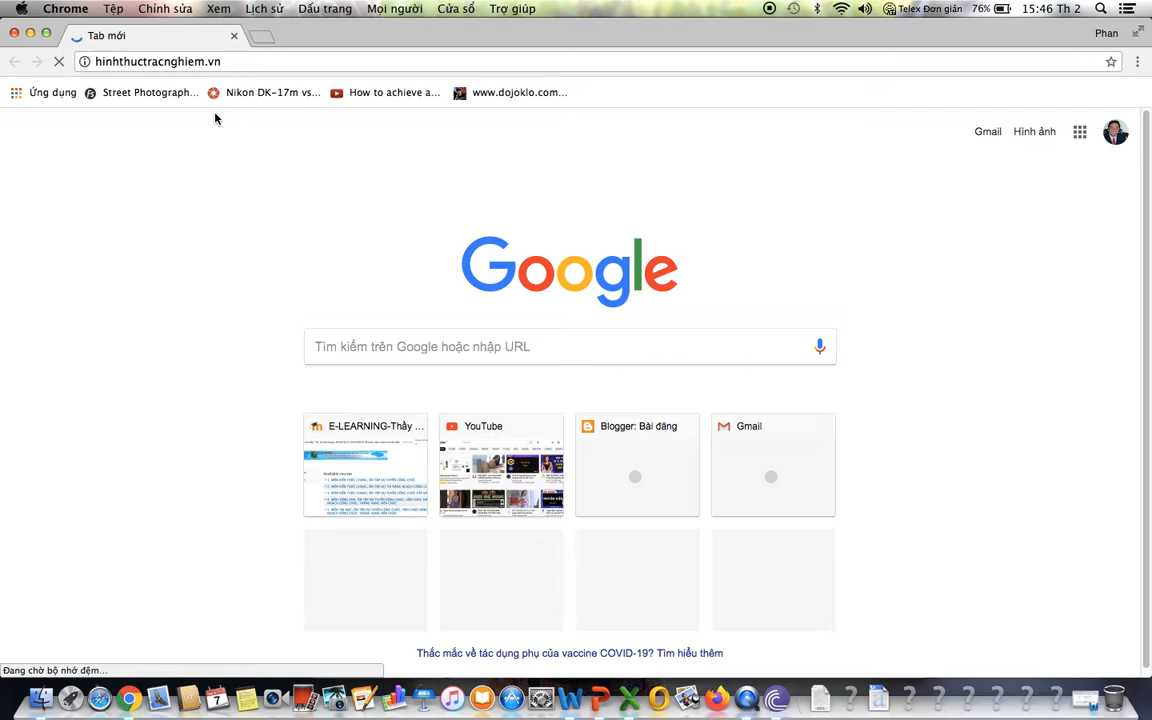 Chrome Tệp Chỉnh sửa Xem Lịch sử Dấu trang Mọi người Cửa sổ Trợ giúp Telex Đơn giản 76% 15:46 Th 2
Tab mới Phan
hinhthuctracnghiem.vn
Ứng dụng Street Photograph... Nikon DK-17m vs... How to achieve a... www.dojoklo.com...
Gmail Hình ảnh
Google
Tìm kiếm trên Google hoặc nhập URL
E-LEARNING-Thầy ... YouTube Blogger: Bài đăng Gmail
Available courses
Thắc mắc về tác dụng phụ của vaccine COVID-19? Tìm hiểu thêm
Đang chờ bộ nhớ đệm...